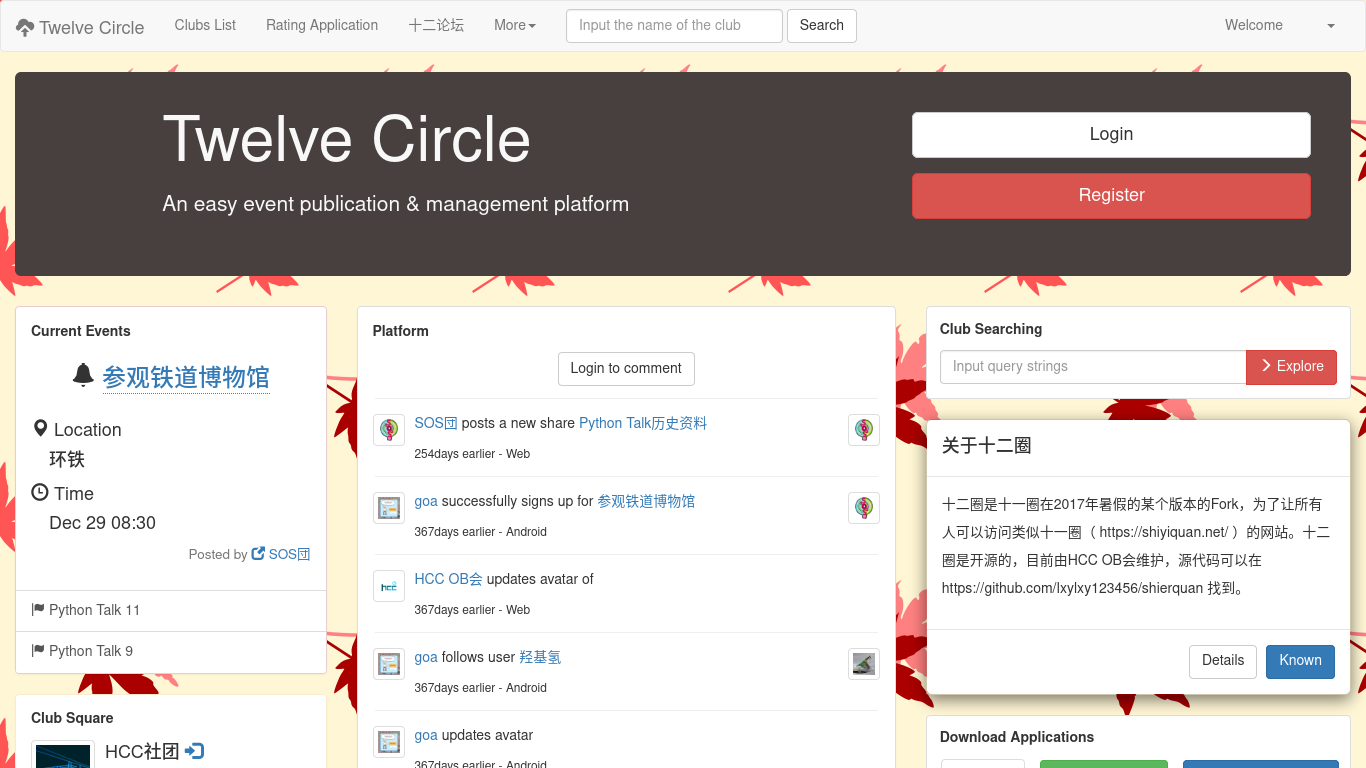 Twelve Circle
Clubs List
Rating Application
十二论坛
More
Input the name of the club
Search
Welcome
Twelve Circle
An easy event publication & management platform
Login
Register
Current Events
参观铁道博物馆
Location
环铁
Time
Dec 29 08:30
Posted by SOS团
Python Talk 11
Python Talk 9
Club Square
HCC社团
Platform
Login to comment
SOS团 posts a new share Python Talk历史资料
254days earlier - Web
goa successfully signs up for 参观铁道博物馆
367days earlier - Android
HCC OB会 updates avatar of
367days earlier - Web
goa follows user 羟基氢
367days earlier - Android
goa updates avatar
367days earlier - Android
Club Searching
Input query strings
Explore
关于十二圈
十二圈是十一圈在2017年暑假的某个版本的Fork，为了让所有
人可以访问类似十一圈（ https://shiyiquan.net/ ）的网站。十二
圈是开源的，目前由HCC OB会维护，源代码可以在
https://github.com/lxylxy123456/shierquan 找到。
Details
Known
Download Applications